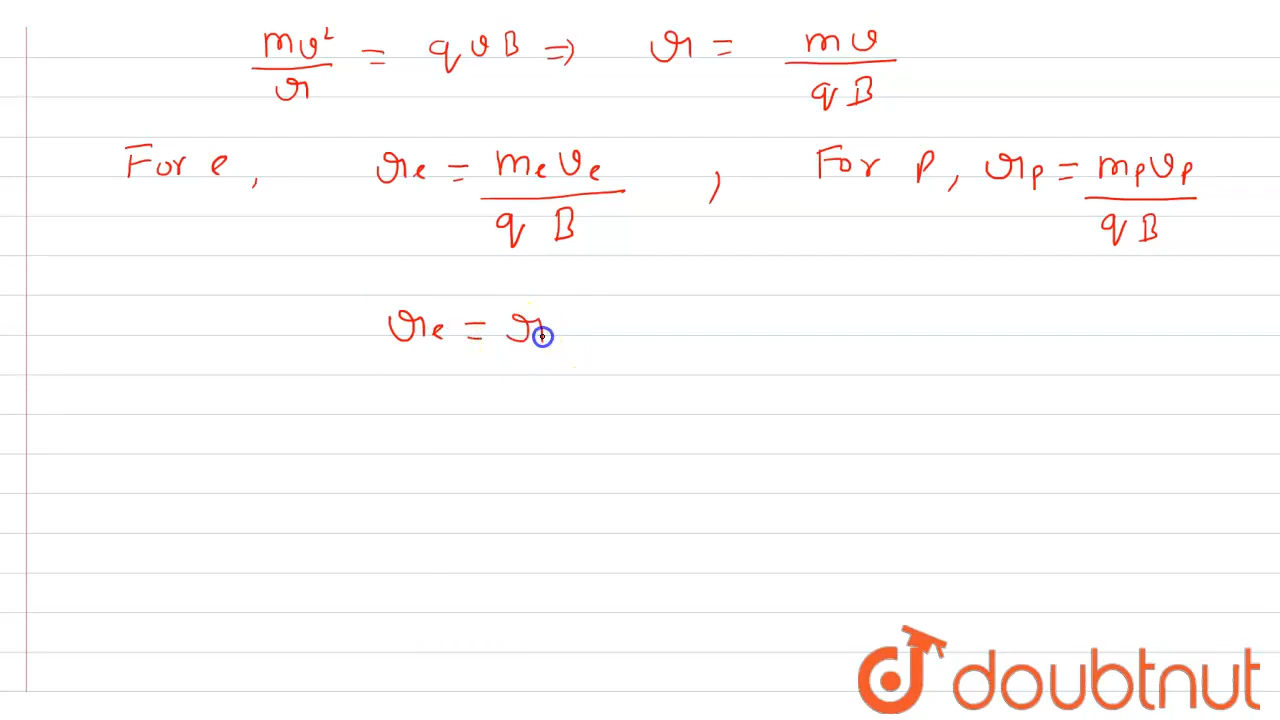 mv²/r = qvB ⇒ r = mv/qB
For e, rₑ = mₑvₑ/qB , For p, rₚ = mₚvₚ/qB
rₑ = r
doubtnut